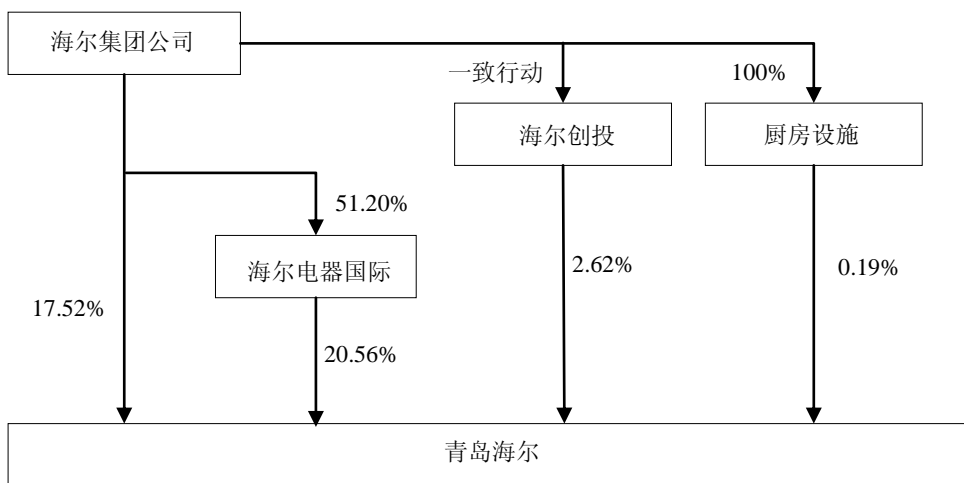 海尔集团公司
一致行动
100%
海尔创投
厨房设施
51.20%
海尔电器国际
2.62%
0.19%
17.52%
20.56%
青岛海尔